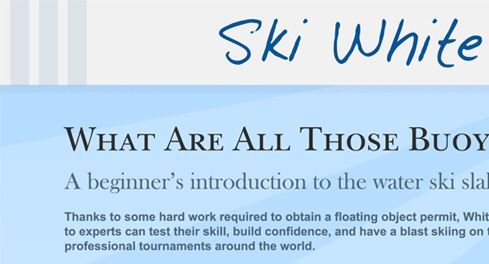 Ski White
What Are All Those Buoy
A beginner's introduction to the water ski slal
Thanks to some hard work required to obtain a floating object permit, Whit
to experts can test their skill, build confidence, and have a blast skiing on t
professional tournaments around the world.